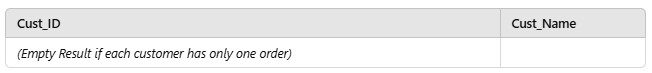 Cust_ID Cust_Name
(Empty Result if each customer has only one order)